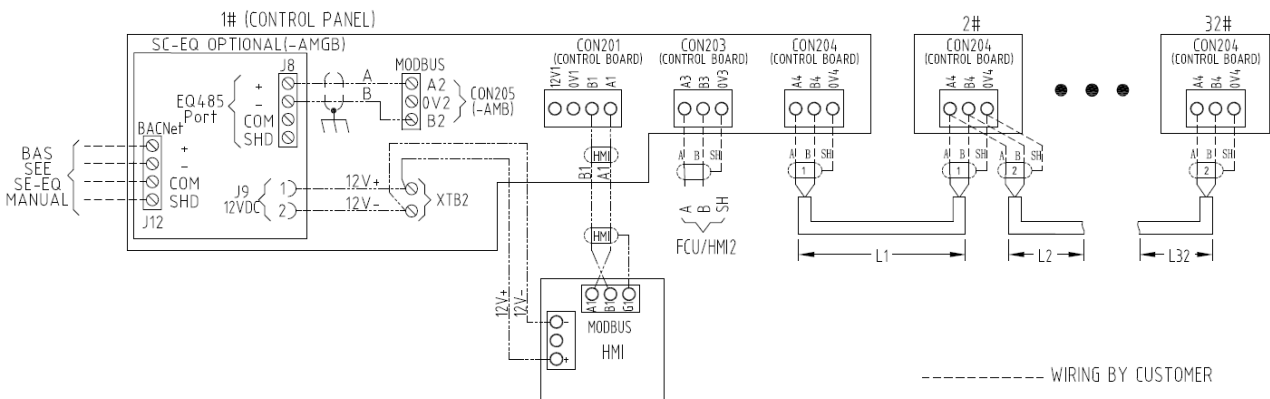 1# (CONTROL PANEL)
2#
32#
SC-EQ OPTIONAL(-AMGB)
J8
MODBUS
CON201
(CONTROL BOARD)
CON203
(CONTROL BOARD)
CON204
(CONTROL BOARD)
CON204
(CONTROL BOARD)
CON204
(CONTROL BOARD)
12V1
0V1
B1
A1
A3
B3
0V3
A4
B4
0V4
A4
B4
0V4
A4
B4
0V4
EQ485
Port
+
-
COM
SHD
A
B
A2
0V2
B2
CON205
(-AMB)
BACNet
+
-
COM
SHD
J12
BAS
SEE
SE-EQ
MANUAL
J9
12VDC
1
2
12V+
12V-
XTB2
HMI
B1
A1
HMI
A
B
SH
A
B
SH
FCU/HMI2
A
B
SH
1
A
B
SH
1
A
B
SH
2
A
B
SH
2
L1
L2
L32
12V+
12V-
-
+
A1
B1
G1
MODBUS
HMI
WIRING BY CUSTOMER